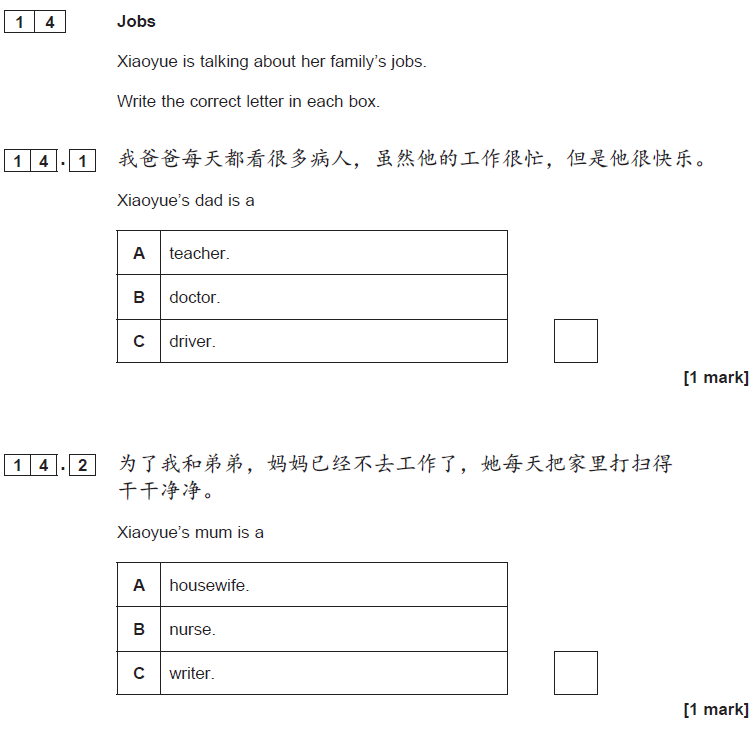 1 4 Jobs
Xiaoyue is talking about her family's jobs.
Write the correct letter in each box.
1 4 . 1 我爸爸每天都看很多病人，虽然他的工作很忙，但是他很快乐。
Xiaoyue's dad is a
A teacher.
B doctor.
C driver.
[1 mark]
1 4 . 2 为了我和弟弟，妈妈已经不去工作了，她每天把家里打扫得
干干净净。
Xiaoyue's mum is a
A housewife.
B nurse.
C writer.
[1 mark]